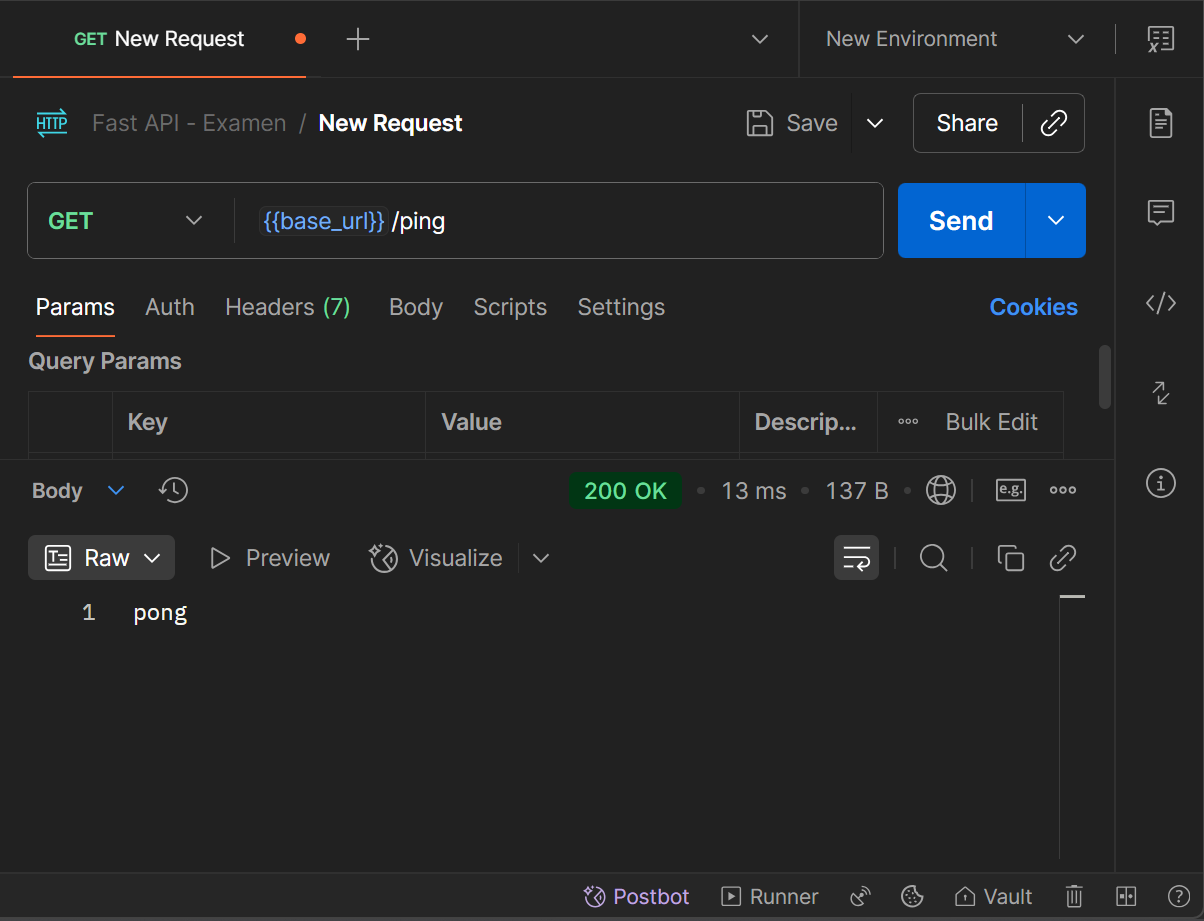 GET New Request
New Environment
HTTP Fast API - Examen / New Request
Save
Share
GET
{{base_url}} /ping
Send
Params Auth Headers (7) Body Scripts Settings Cookies
Query Params
Key Value Descrip... Bulk Edit
Body 200 OK • 13 ms • 137 B • e.g.
Raw Preview Visualize
1 pong
Postbot Runner Vault